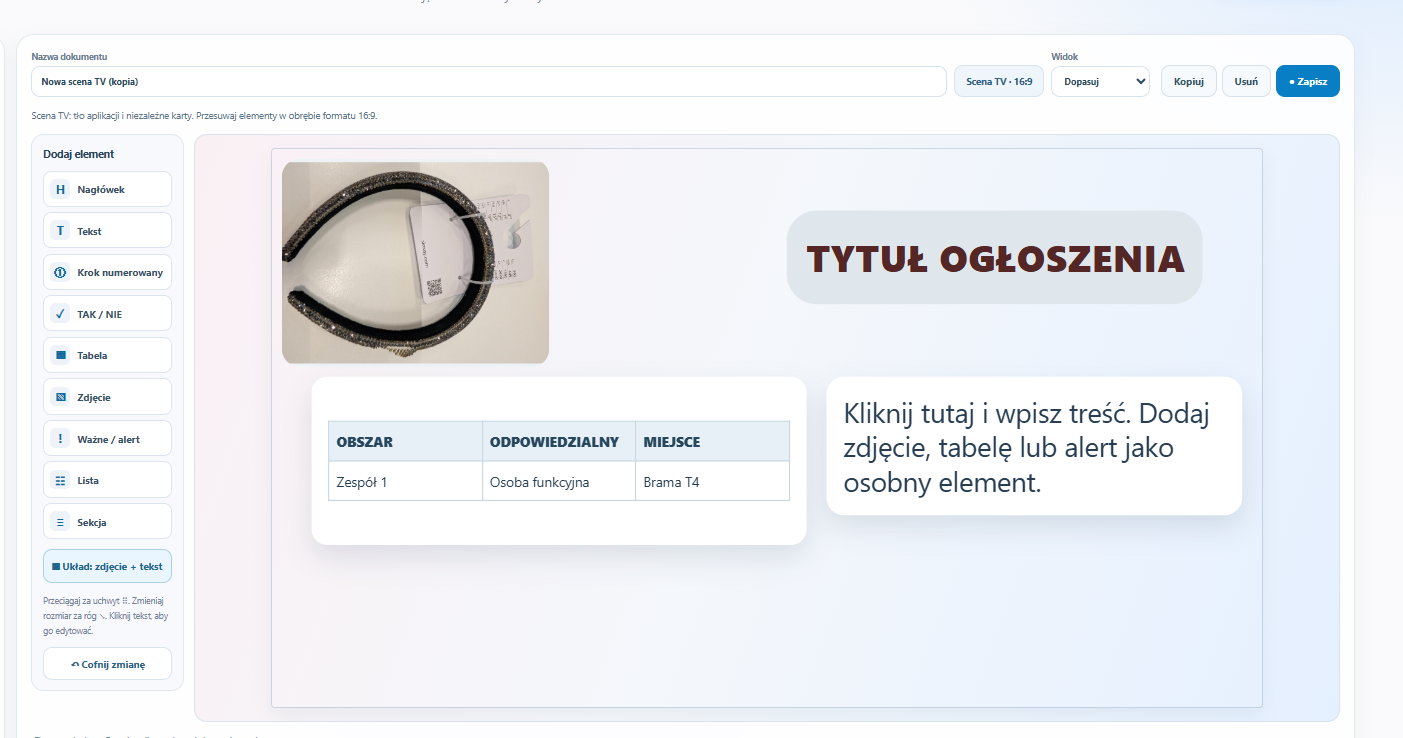 Nazwa dokumentu
Widok
Nowa scena TV (kopia)
Scena TV · 16:9
Dopasuj
Kopiuj
Usuń
● Zapisz
Scena TV: tło aplikacji i niezależne karty. Przesuwaj elementy w obrębie formatu 16:9.
Dodaj element
H Nagłówek
T Tekst
① Krok numerowany
✓ TAK / NIE
Tabela
Zdjęcie
! Ważne / alert
Lista
Sekcja
Układ: zdjęcie + tekst
Przeciągaj za uchwyt ⠿. Zmieniaj
rozmiar za róg ↘. Kliknij tekst, aby
go edytować.
↶ Cofnij zmianę
TYTUŁ OGŁOSZENIA
OBSZAR ODPOWIEDZIALNY MIEJSCE
Zespół 1 Osoba funkcyjna Brama T4
Kliknij tutaj i wpisz treść. Dodaj
zdjęcie, tabelę lub alert jako
osobny element.